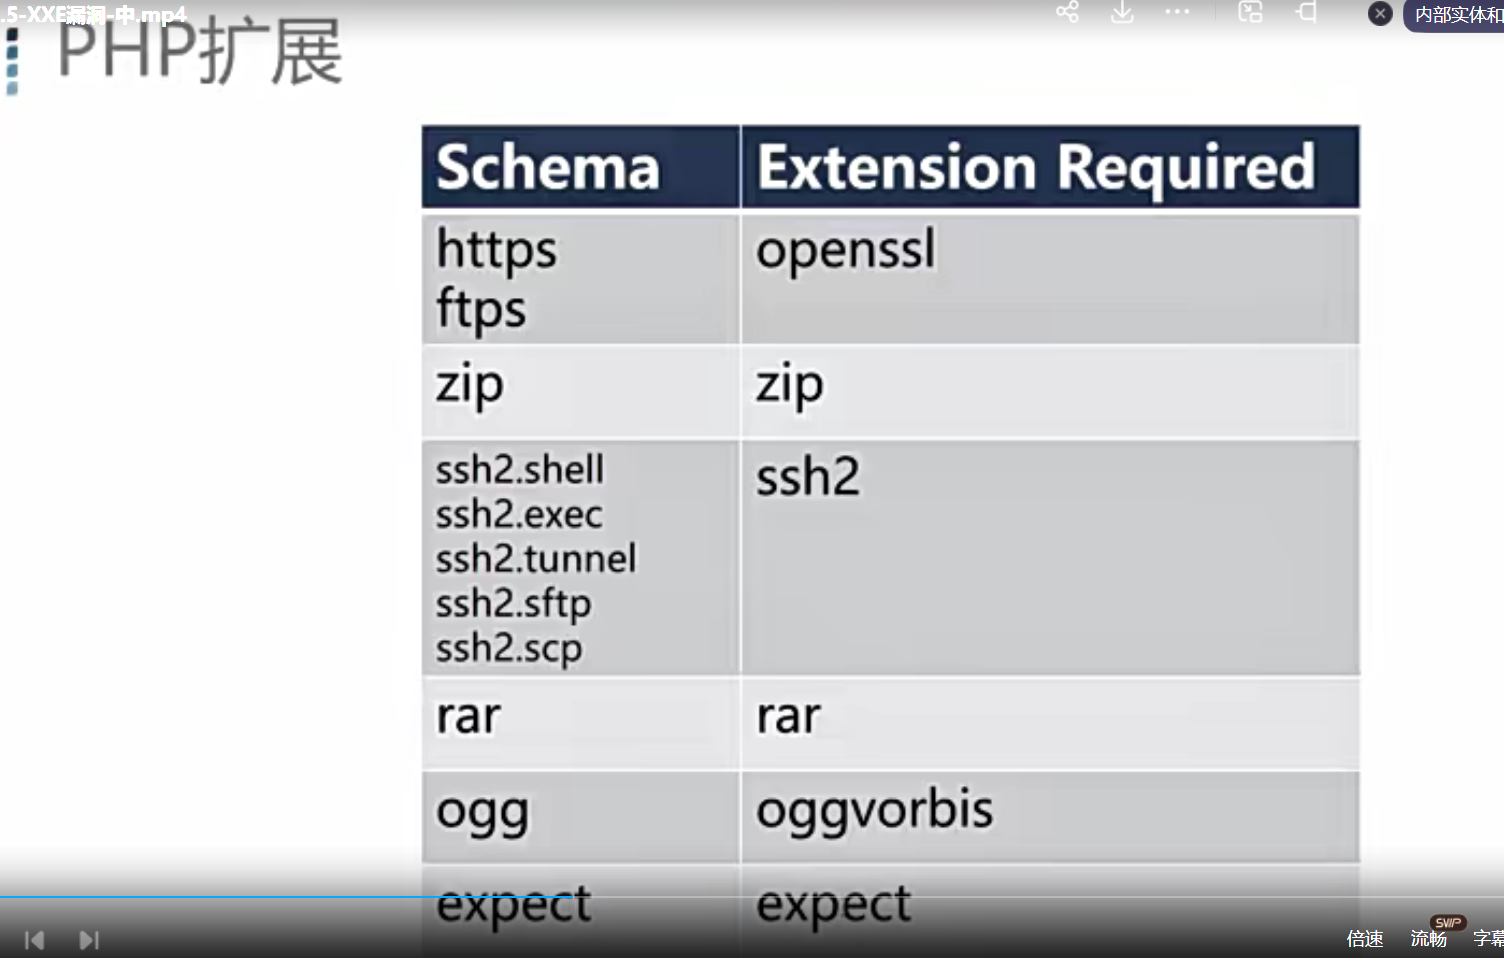 .5-XXE漏洞-中.mp4
内部实体和
PHP扩展
Schema
Extension Required
https
ftps
openssl
zip
zip
ssh2.shell
ssh2.exec
ssh2.tunnel
ssh2.sftp
ssh2.scp
ssh2
rar
rar
ogg
oggvorbis
expect
expect
SVIP
倍速
流畅
字幕